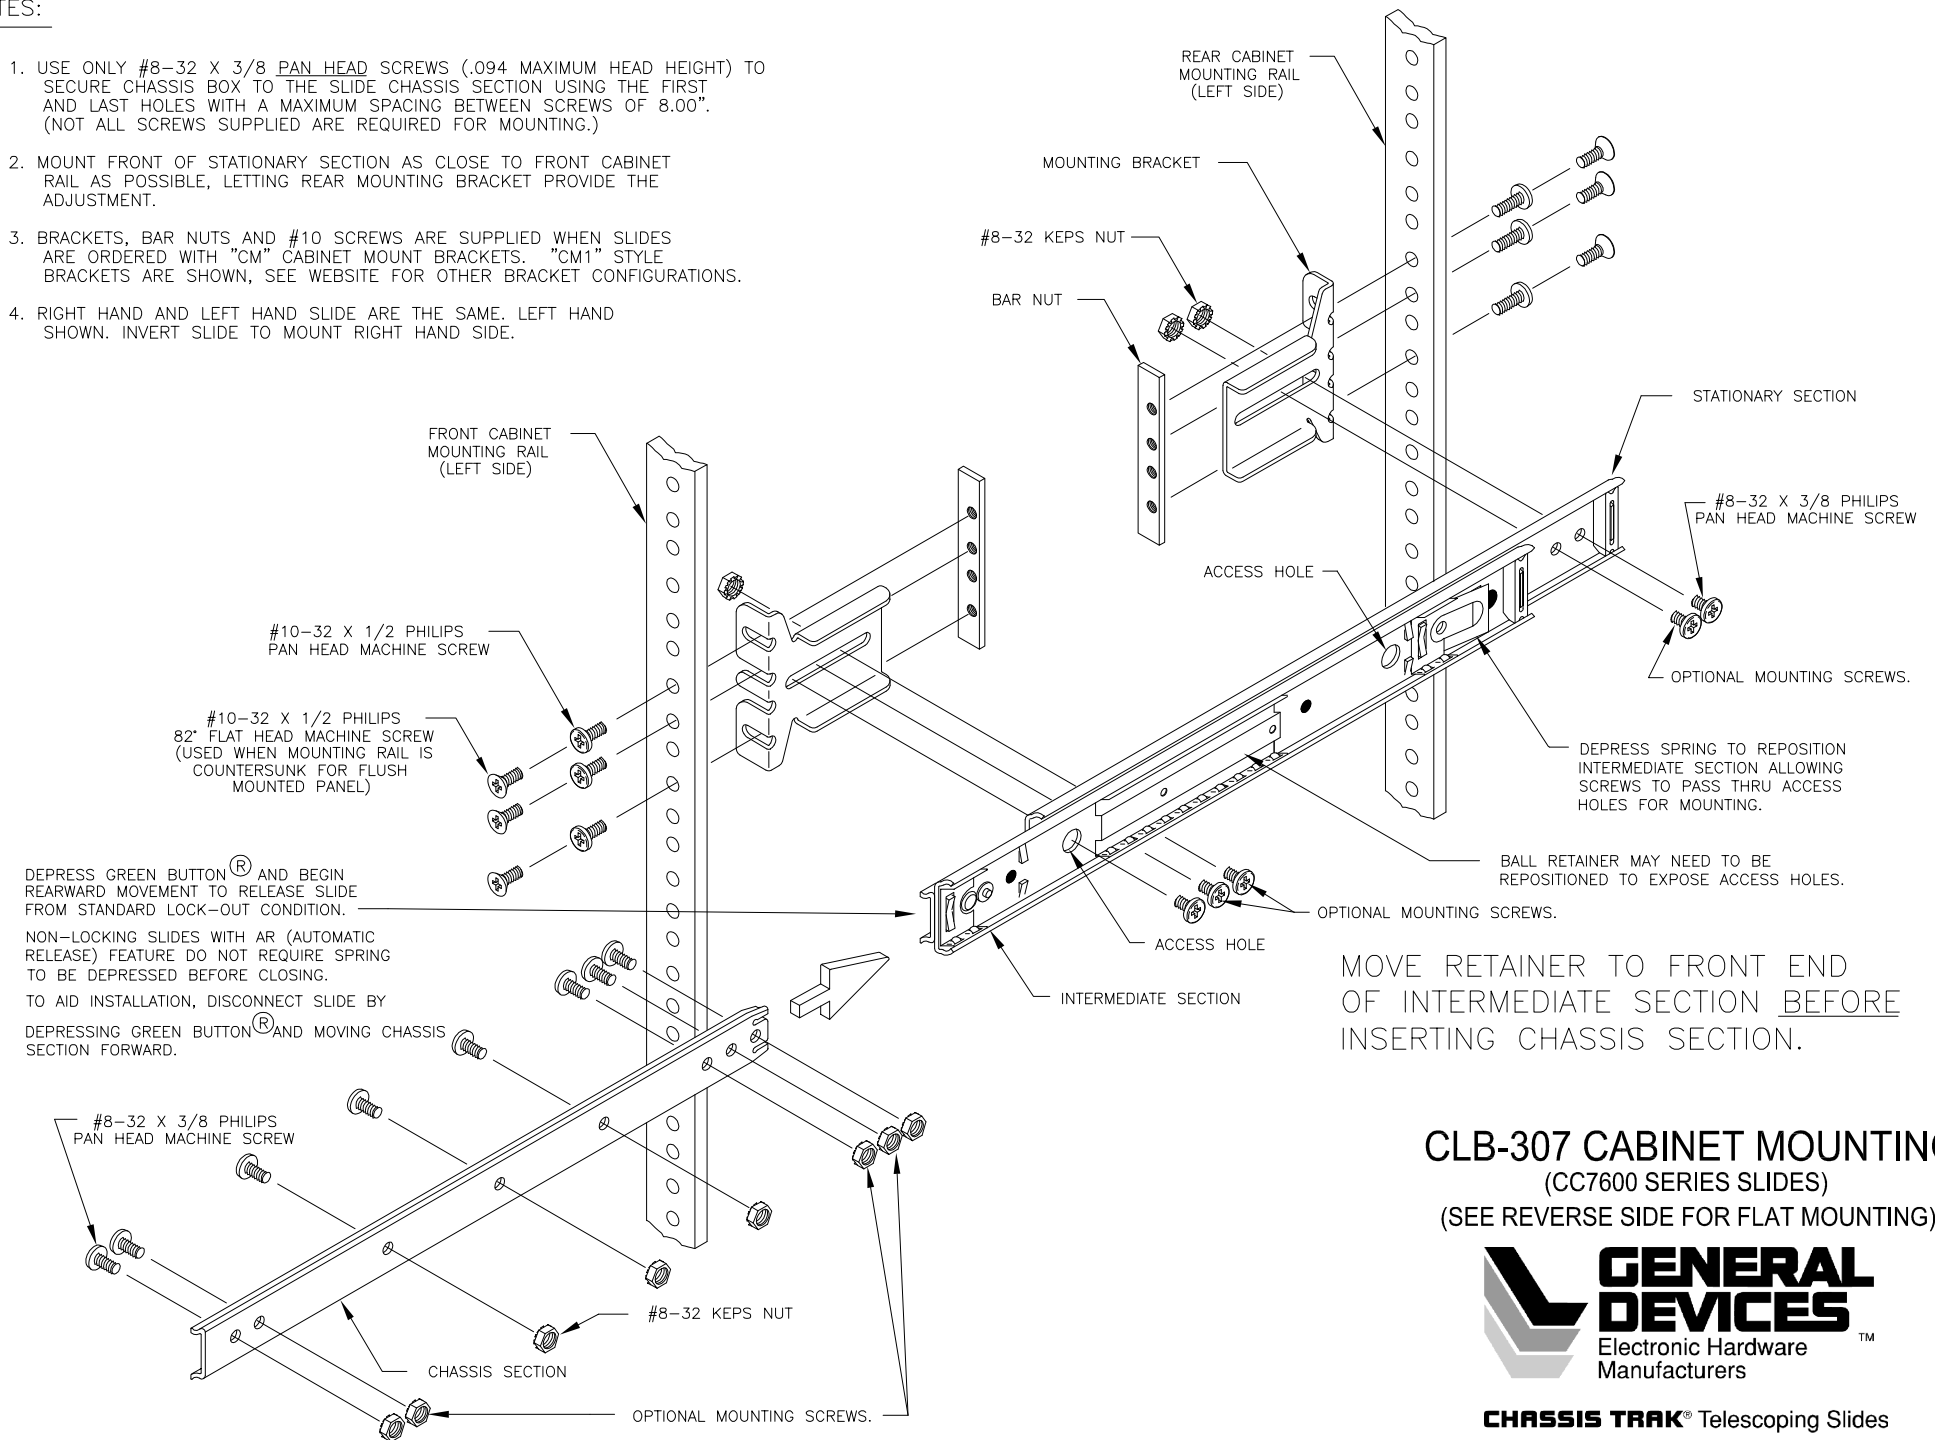 TES:
1. USE ONLY #8-32 X 3/8 PAN HEAD SCREWS (.094 MAXIMUM HEAD HEIGHT) TO
SECURE CHASSIS BOX TO THE SLIDE CHASSIS SECTION USING THE FIRST
AND LAST HOLES WITH A MAXIMUM SPACING BETWEEN SCREWS OF 8.00".
(NOT ALL SCREWS SUPPLIED ARE REQUIRED FOR MOUNTING.)
2. MOUNT FRONT OF STATIONARY SECTION AS CLOSE TO FRONT CABINET
RAIL AS POSSIBLE, LETTING REAR MOUNTING BRACKET PROVIDE THE
ADJUSTMENT.
3. BRACKETS, BAR NUTS AND #10 SCREWS ARE SUPPLIED WHEN SLIDES
ARE ORDERED WITH "CM" CABINET MOUNT BRACKETS. "CM1" STYLE
BRACKETS ARE SHOWN, SEE WEBSITE FOR OTHER BRACKET CONFIGURATIONS.
4. RIGHT HAND AND LEFT HAND SLIDE ARE THE SAME. LEFT HAND
SHOWN. INVERT SLIDE TO MOUNT RIGHT HAND SIDE.
REAR CABINET
MOUNTING RAIL
(LEFT SIDE)
MOUNTING BRACKET
#8-32 KEPS NUT
BAR NUT
STATIONARY SECTION
FRONT CABINET
MOUNTING RAIL
(LEFT SIDE)
#8-32 X 3/8 PHILIPS
PAN HEAD MACHINE SCREW
ACCESS HOLE
#10-32 X 1/2 PHILIPS
PAN HEAD MACHINE SCREW
OPTIONAL MOUNTING SCREWS.
#10-32 X 1/2 PHILIPS
82° FLAT HEAD MACHINE SCREW
(USED WHEN MOUNTING RAIL IS
COUNTERSUNK FOR FLUSH
MOUNTED PANEL)
DEPRESS SPRING TO REPOSITION
INTERMEDIATE SECTION ALLOWING
SCREWS TO PASS THRU ACCESS
HOLES FOR MOUNTING.
BALL RETAINER MAY NEED TO BE
REPOSITIONED TO EXPOSE ACCESS HOLES.
DEPRESS GREEN BUTTON® AND BEGIN
REARWARD MOVEMENT TO RELEASE SLIDE
FROM STANDARD LOCK-OUT CONDITION.
NON-LOCKING SLIDES WITH AR (AUTOMATIC
RELEASE) FEATURE DO NOT REQUIRE SPRING
TO BE DEPRESSED BEFORE CLOSING.
TO AID INSTALLATION, DISCONNECT SLIDE BY
DEPRESSING GREEN BUTTON® AND MOVING CHASSIS
SECTION FORWARD.
OPTIONAL MOUNTING SCREWS.
ACCESS HOLE
INTERMEDIATE SECTION
MOVE RETAINER TO FRONT END
OF INTERMEDIATE SECTION BEFORE
INSERTING CHASSIS SECTION.
#8-32 X 3/8 PHILIPS
PAN HEAD MACHINE SCREW
#8-32 KEPS NUT
CHASSIS SECTION
OPTIONAL MOUNTING SCREWS.
CLB-307 CABINET MOUNTING
(CC7600 SERIES SLIDES)
(SEE REVERSE SIDE FOR FLAT MOUNTING)
GENERAL
DEVICES
TM
Electronic Hardware
Manufacturers
CHASSIS TRAK® Telescoping Slides